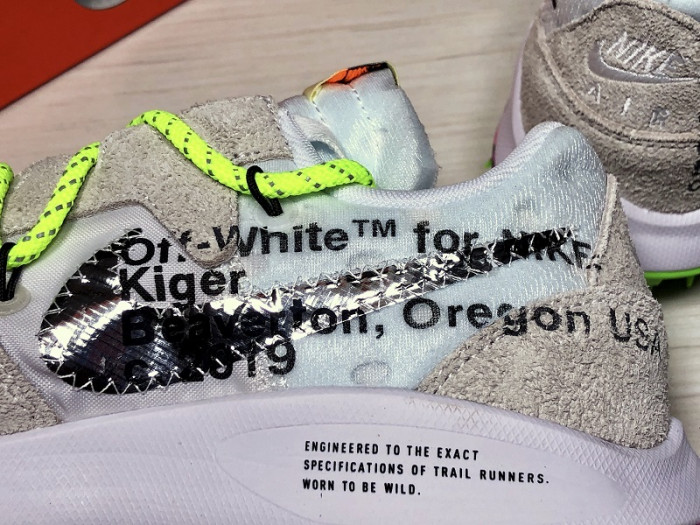 NIKE
AIR
Off-White™ for NIKE.
Kiger
Beaverton, Oregon USA
c. 2019
ENGINEERED TO THE EXACT
SPECIFICATIONS OF TRAIL RUNNERS.
WORN TO BE WILD.